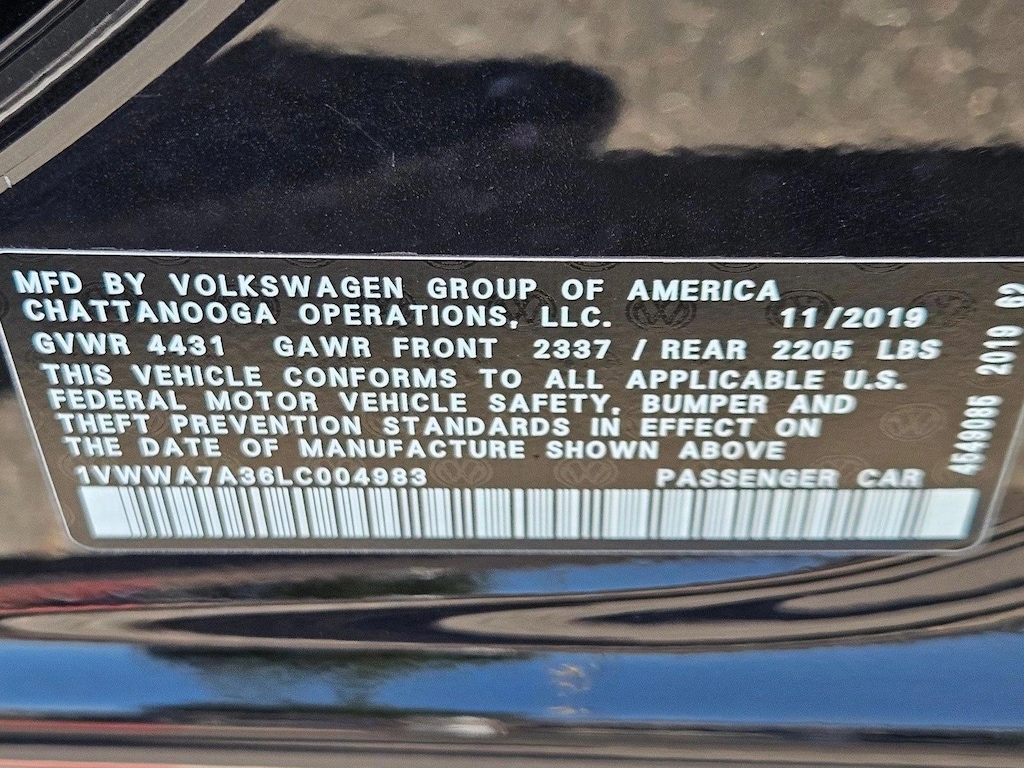 MFD BY VOLKSWAGEN GROUP OF AMERICA
CHATTANOOGA OPERATIONS, LLC. 11/2019
GVWR 4431 GAWR FRONT 2337 / REAR 2205 LBS
THIS VEHICLE CONFORMS TO ALL APPLICABLE U.S.
FEDERAL MOTOR VEHICLE SAFETY, BUMPER AND
THEFT PREVENTION STANDARDS IN EFFECT ON
THE DATE OF MANUFACTURE SHOWN ABOVE
1VWWA7A36LC004983 PASSENGER CAR
4549085 2019 62